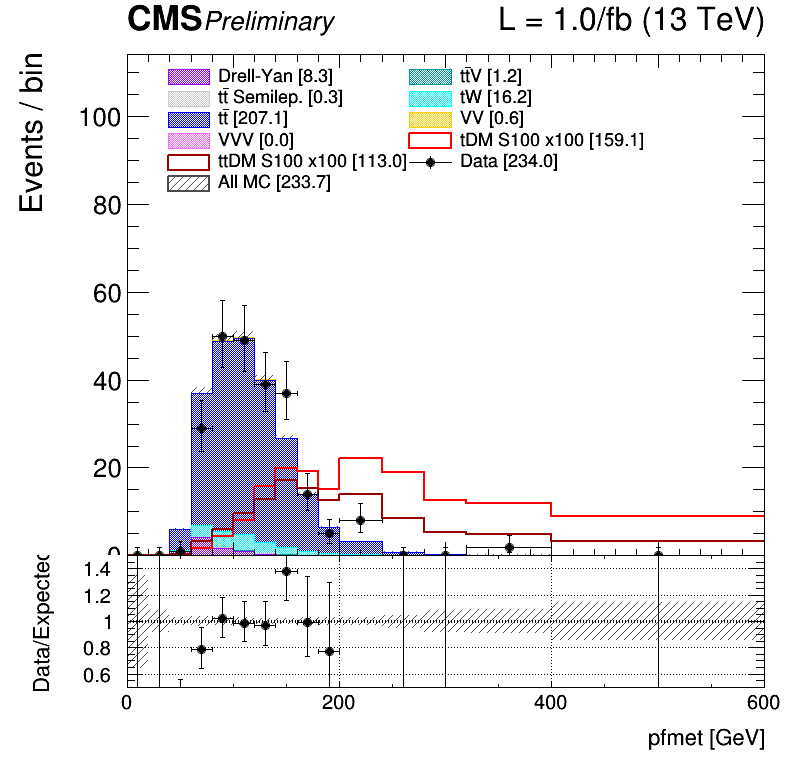 CMS Preliminary L = 1.0/fb (13 TeV)
Events / bin
Drell-Yan [8.3] tt̄V [1.2]
tt̄ Semilep. [0.3] tW [16.2]
tt̄ [207.1] VV [0.6]
VVV [0.0] tDM S100 x100 [159.1]
ttDM S100 x100 [113.0] Data [234.0]
All MC [233.7]
100
80
60
40
20
0
Data/Expected
1.4
1.2
1
0.8
0.6
0 200 400 600
pfmet [GeV]